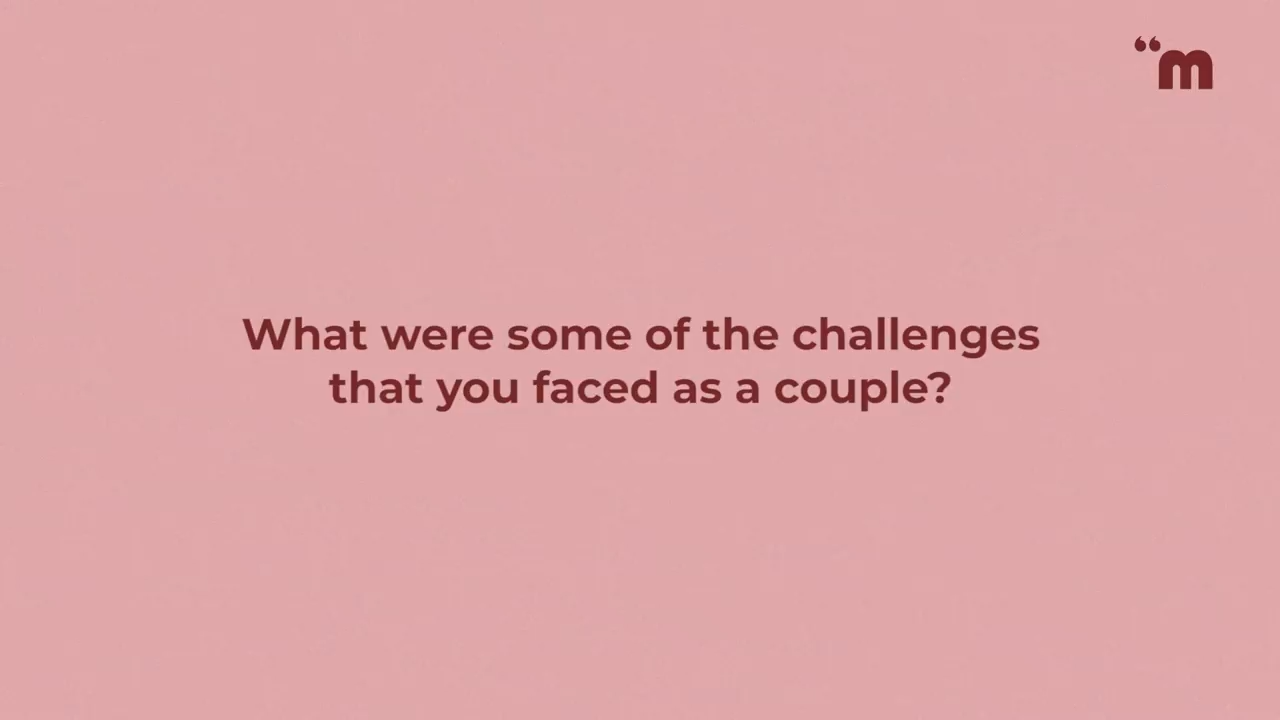 “m
What were some of the challenges
that you faced as a couple?